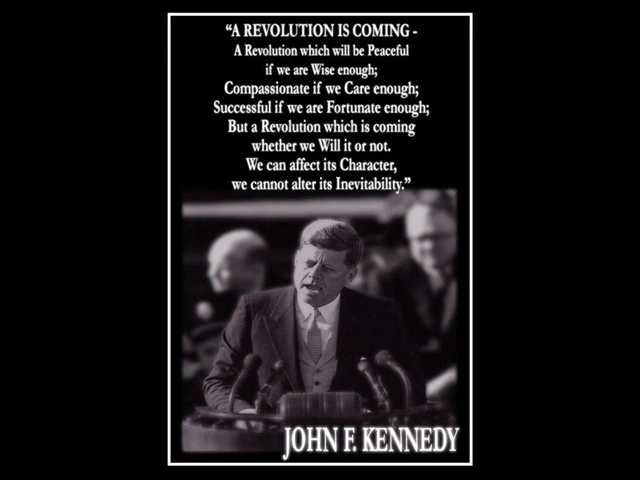 “A REVOLUTION IS COMING -
A Revolution which will be Peaceful
if we are Wise enough;
Compassionate if we Care enough;
Successful if we are Fortunate enough;
But a Revolution which is coming
whether we Will it or not.
We can affect its Character,
we cannot alter its Inevitability.”
JOHN F. KENNEDY